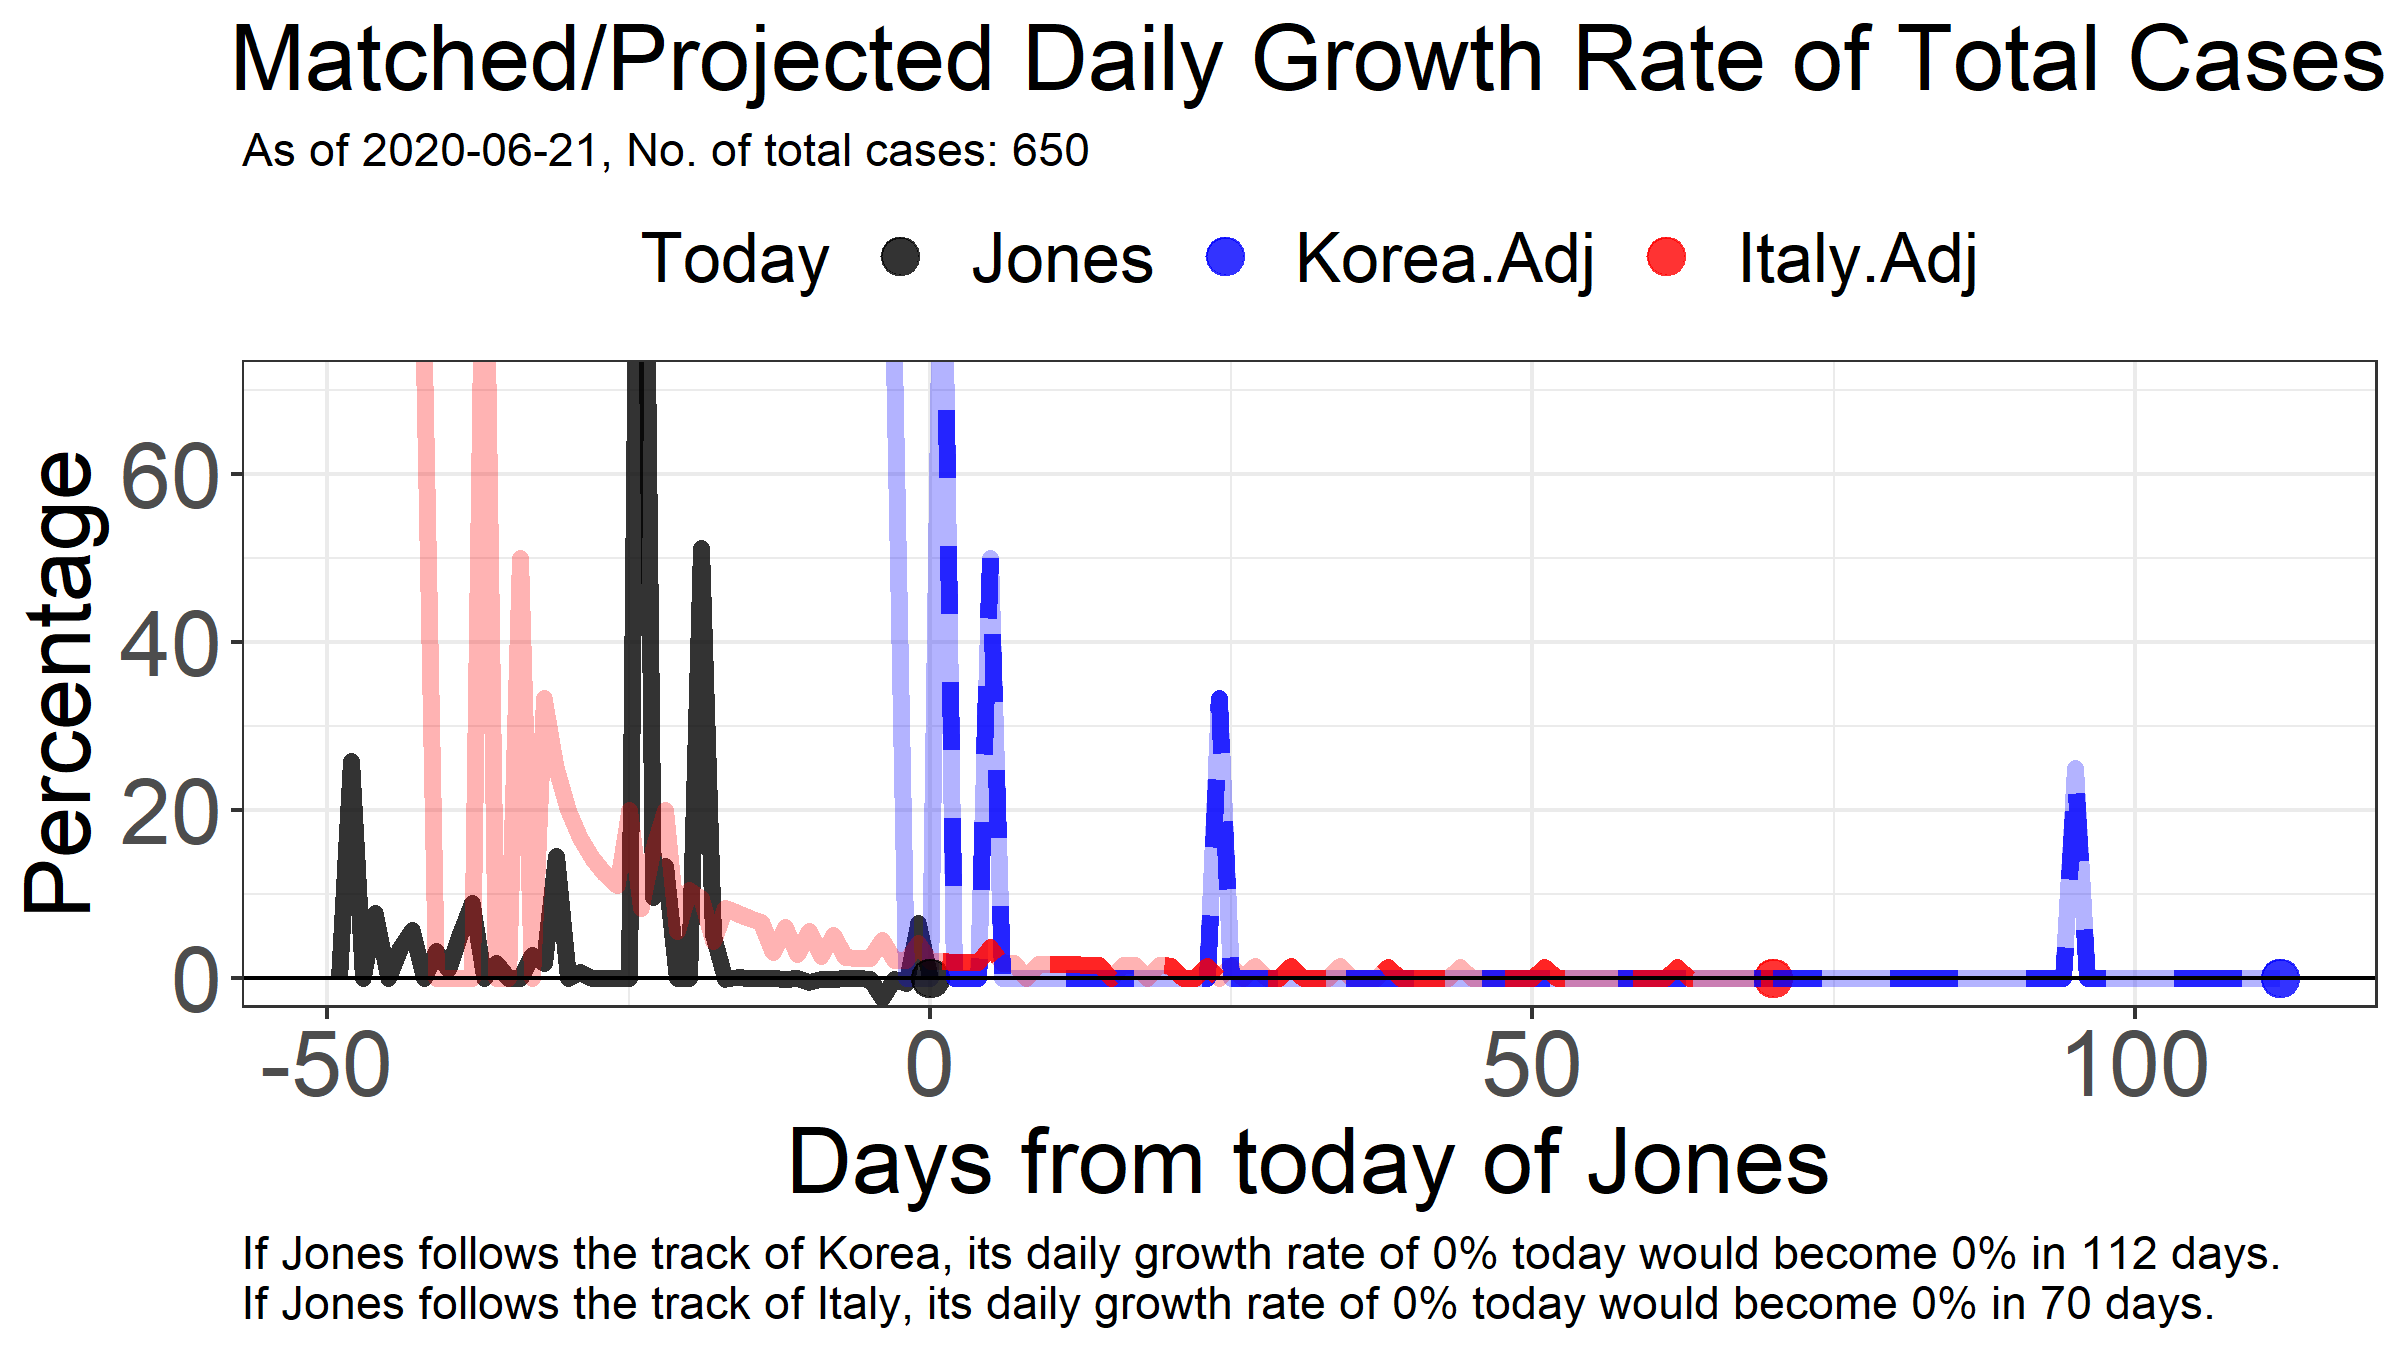 Matched/Projected Daily Growth Rate of Total Cases
As of 2020-06-21, No. of total cases: 650
Today Jones Korea.Adj Italy.Adj
Percentage
60
40
20
0
-50 0 50 100
Days from today of Jones
If Jones follows the track of Korea, its daily growth rate of 0% today would become 0% in 112 days.
If Jones follows the track of Italy, its daily growth rate of 0% today would become 0% in 70 days.